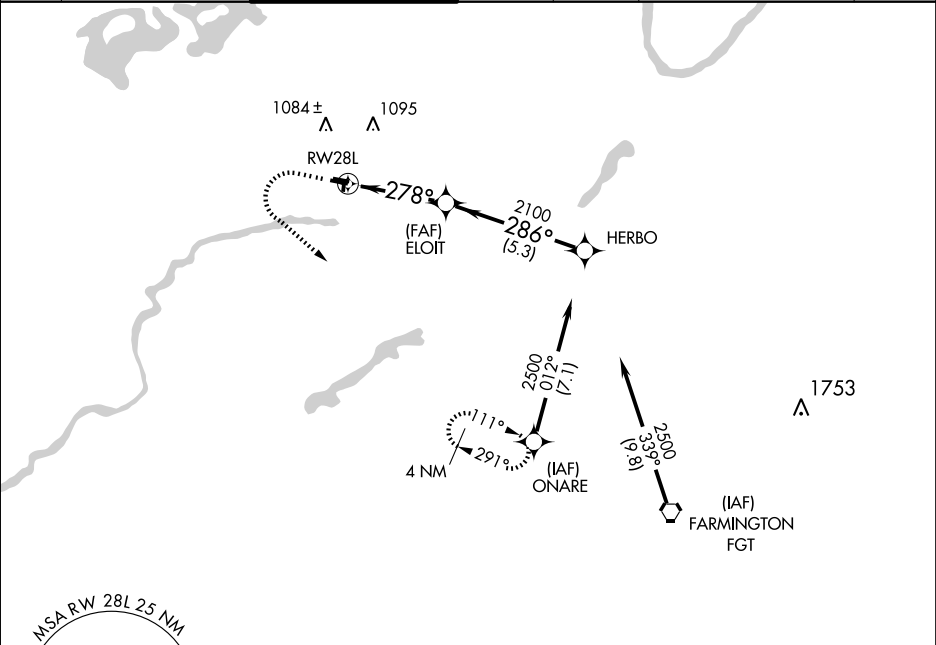 1084 ±
1095
RW28L
278°
(FAF)
ELOIT
2100
286°
(5.3)
HERBO
2500
012°
(7.1)
1753
111°
291°
4 NM
(IAF)
ONARE
2500
339°
(9.8)
(IAF)
FARMINGTON
FGT
MSA RW 28L 25 NM